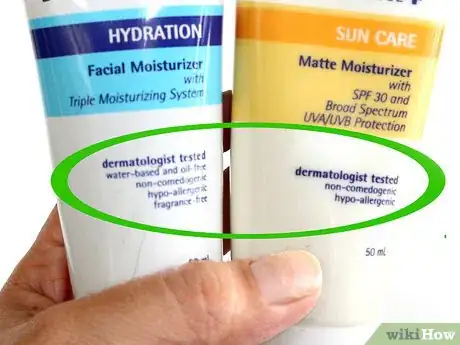 HYDRATION
Facial Moisturizer
with
Triple Moisturizing System
dermatologist tested
water-based and oil-free
non-comedogenic
hypo-allergenic
fragrance-free
SUN CARE
Matte Moisturizer
with
SPF 30 and
Broad Spectrum
UVA/UVB Protection
dermatologist tested
non-comedogenic
hypo-allergenic
50 mL
wikiHow